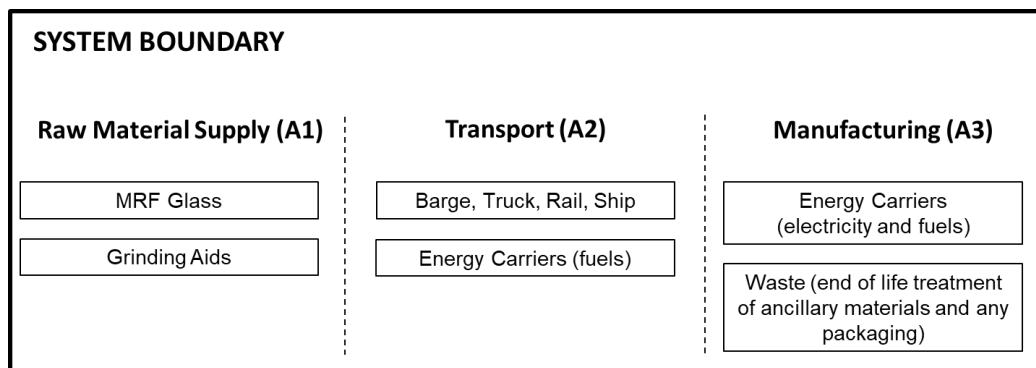 SYSTEM BOUNDARY
Raw Material Supply (A1)
MRF Glass
Grinding Aids
Transport (A2)
Barge, Truck, Rail, Ship
Energy Carriers (fuels)
Manufacturing (A3)
Energy Carriers
(electricity and fuels)
Waste (end of life treatment
of ancillary materials and any
packaging)